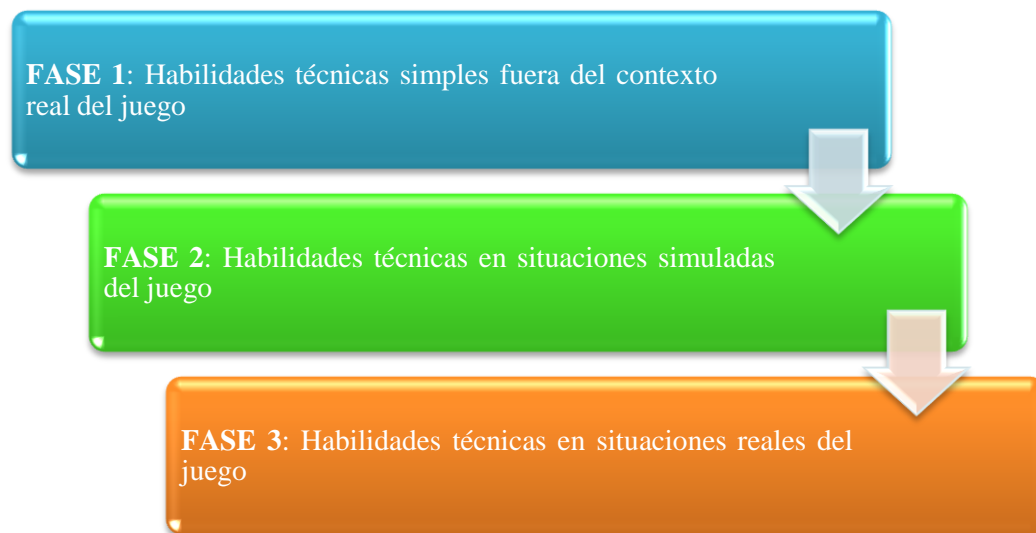 FASE 1: Habilidades técnicas simples fuera del contexto
real del juego
FASE 2: Habilidades técnicas en situaciones simuladas
del juego
FASE 3: Habilidades técnicas en situaciones reales del
juego